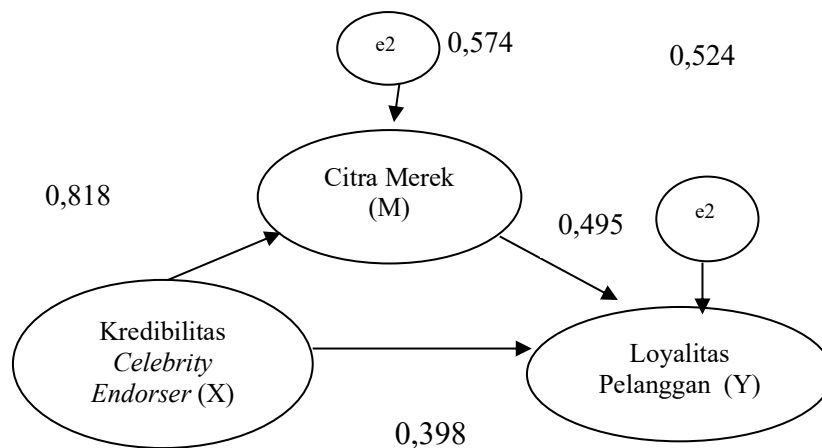 e2
0,574
0,524
Citra Merek
(M)
0,818
e2
0,495
Kredibilitas
Celebrity
Endorser (X)
Loyalitas
Pelanggan (Y)
0,398